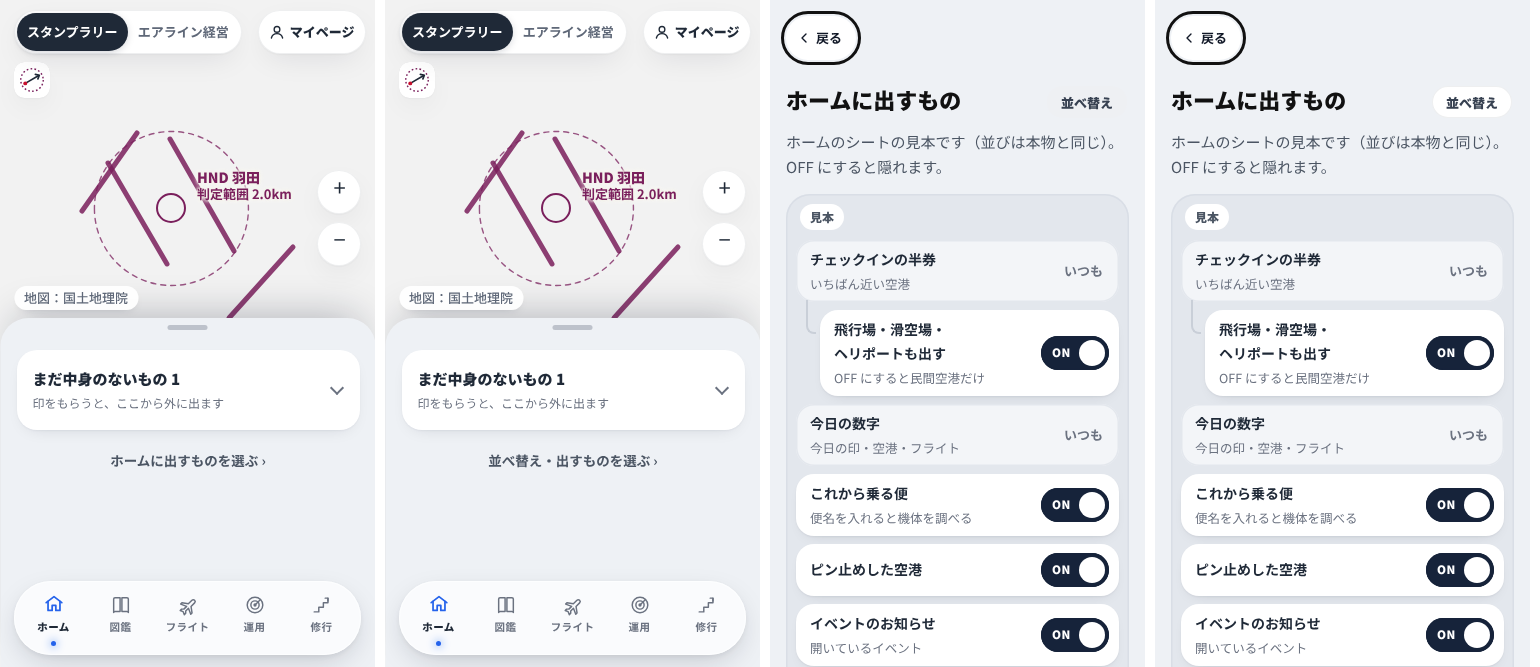 スタンプラリー エアライン経営 マイページ
HND 羽田
判定範囲 2.0km
+
−
地図：国土地理院
まだ中身のないもの 1
印をもらうと、ここから外に出ます
ホームに出すものを選ぶ ›
ホーム 図鑑 フライト 運用 修行
スタンプラリー エアライン経営 マイページ
HND 羽田
判定範囲 2.0km
+
−
地図：国土地理院
まだ中身のないもの 1
印をもらうと、ここから外に出ます
並べ替え・出すものを選ぶ ›
ホーム 図鑑 フライト 運用 修行
戻る
ホームに出すもの 並べ替え
ホームのシートの見本です（並びは本物と同じ）。
OFF にすると隠れます。
見本
チェックインの半券
いちばん近い空港
いつも
飛行場・滑空場・
ヘリポートも出す
OFF にすると民間空港だけ
ON
今日の数字
今日の印・空港・フライト
いつも
これから乗る便
便名を入れると機体を調べる
ON
ピン止めした空港
ON
イベントのお知らせ
開いているイベント
ON
戻る
ホームに出すもの 並べ替え
ホームのシートの見本です（並びは本物と同じ）。
OFF にすると隠れます。
見本
チェックインの半券
いちばん近い空港
いつも
飛行場・滑空場・
ヘリポートも出す
OFF にすると民間空港だけ
ON
今日の数字
今日の印・空港・フライト
いつも
これから乗る便
便名を入れると機体を調べる
ON
ピン止めした空港
ON
イベントのお知らせ
開いているイベント
ON